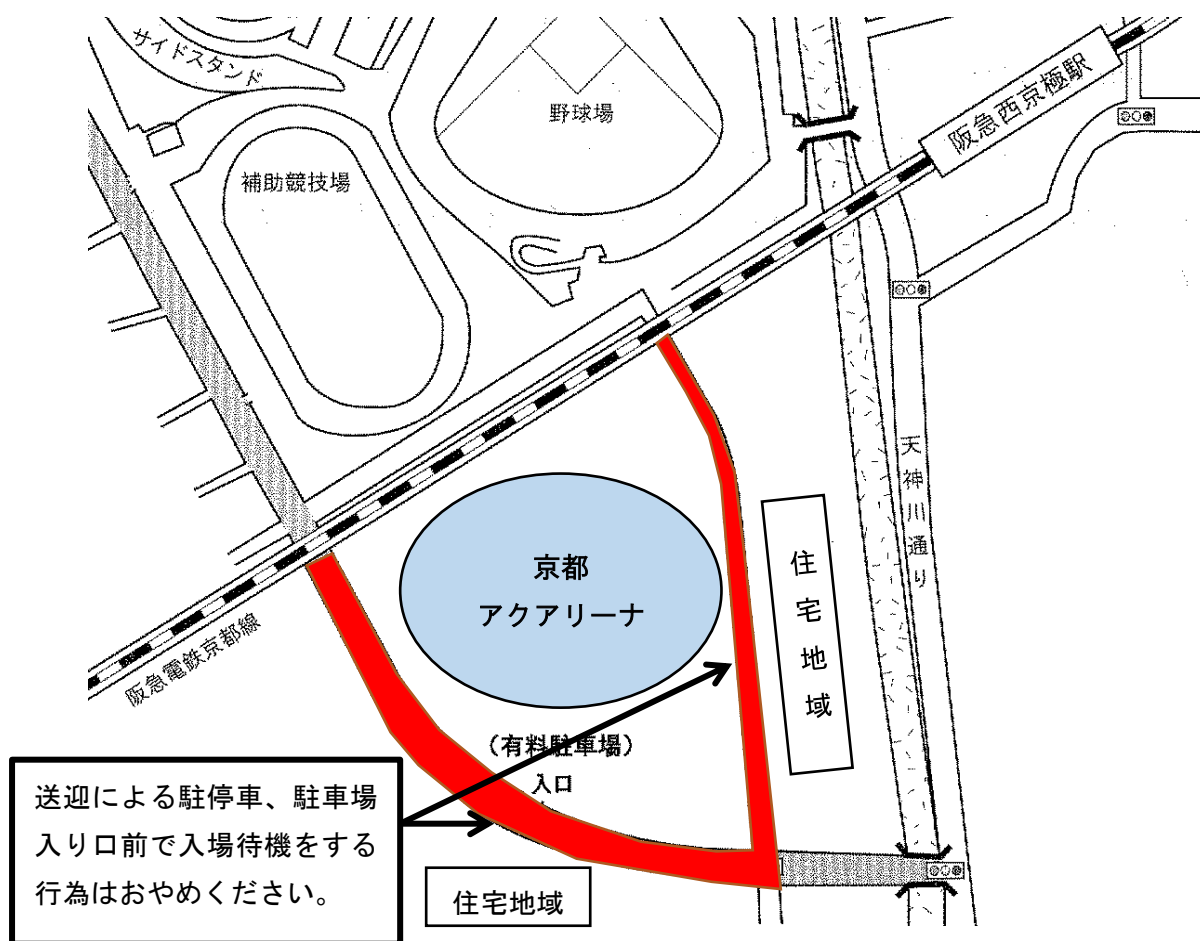 サイドスタンド
野球場
阪急西京極駅
補助競技場
天神川通り
京都
アクアリーナ
住宅地域
阪急電鉄京都線
(有料駐車場)
入口
送迎による駐停車、駐車場
入り口前で入場待機をする
行為はおやめください。
住宅地域